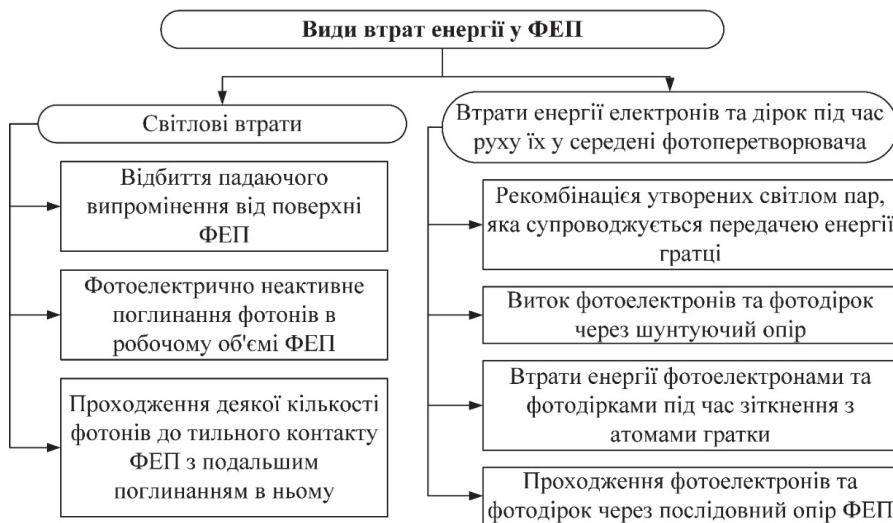 Види втрат енергії у ФЕП
Світлові втрати
Відбиття падаючого
випромінення від поверхні
ФЕП
Фотоелектрично неактивне
поглинання фотонів в
робочому об'ємі ФЕП
Проходження деякої кількості
фотонів до тильного контакту
ФЕП з подальшим
поглинанням в ньому
Втрати енергії електронів та дірок під час
руху їх у середені фотоперетворювача
Рекомбінацієя утворених світлом пар,
яка супроводжується передачею енергії
гратці
Виток фотоелектронів та фотодірок
через шунтуючий опір
Втрати енергії фотоелектронами та
фотодірками під час зіткнення з
атомами гратки
Проходження фотоелектронів та
фотодірок через послідовний опір ФЕП